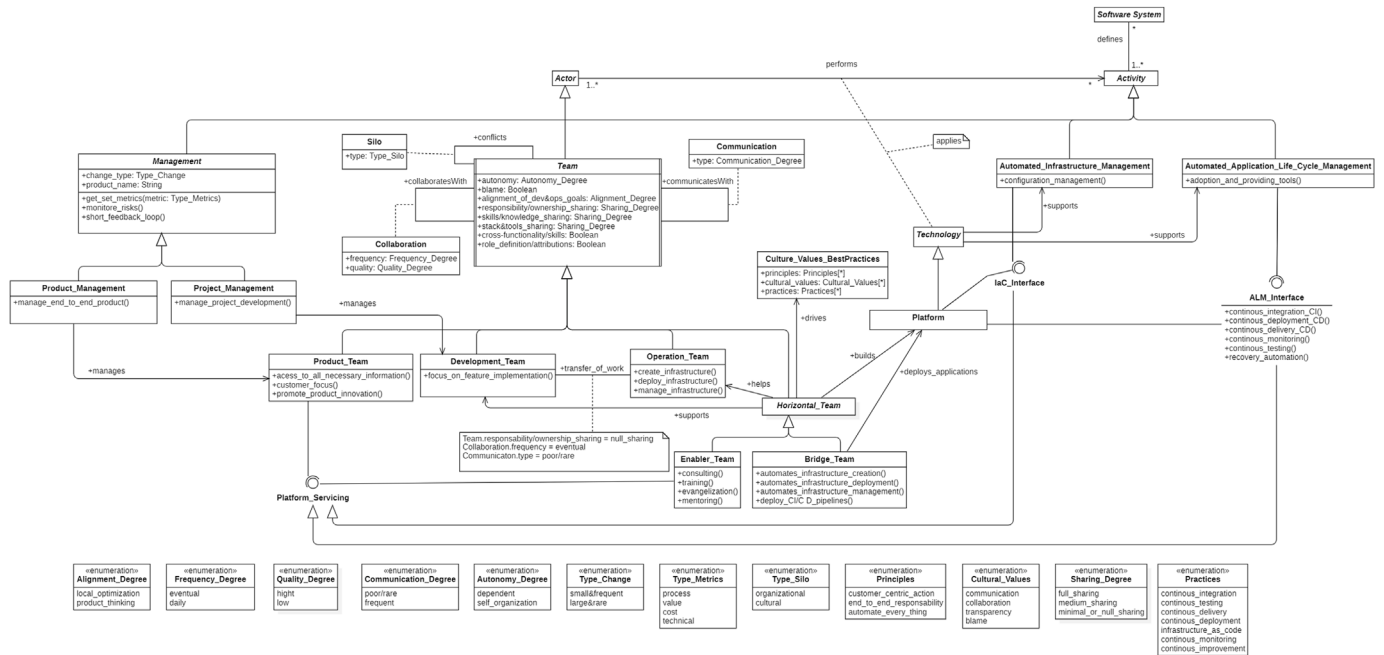 Software System
*
defines
1..*
performs
Actor
1..*
*
Activity
Silo
+type: Type_Silo
+conflicts
Communication
+type: Communication_Degree
applies
Management
+change_type: Type_Change
+product_name: String
+get_set_metrics(metric: Type_Metrics)
+monitore_risks()
+short_feedback_loop()
+collaboratesWith
Team
+autonomy: Autonomy_Degree
+blame: Boolean
+alignment_of_dev&ops_goals: Alignment_Degree
+responsibility/ownership_sharing: Sharing_Degree
+skills/knowledge_sharing: Sharing_Degree
+stack&tools_sharing: Sharing_Degree
+cross-functionality/skills: Boolean
+role_definition/attributions: Boolean
+communicatesWith
Automated_Infrastructure_Management
+configuration_management()
Automated_Application_Life_Cycle_Management
+adoption_and_providing_tools()
+supports
Technology
+supports
Collaboration
+frequency: Frequency_Degree
+quality: Quality_Degree
Culture_Values_BestPractices
+principles: Principles[*]
+cultural_values: Cultural_Values[*]
+practices: Practices[*]
IaC_Interface
Product_Management
+manage_end_to_end_product()
Project_Management
+manage_project_development()
+manages
+drives
Platform
ALM_Interface
+continous_integration_CI()
+continous_deployment_CD()
+continous_delivery_CD()
+continous_monitoring()
+continous_testing()
+recovery_automation()
+manages
Product_Team
+acess_to_all_necessary_information()
+customer_focus()
+promote_product_innovation()
Development_Team
+focus_on_feature_implementation()
+transfer_of_work
Operation_Team
+create_infrastructure()
+deploy_infrastructure()
+manage_infrastructure()
+builds
+deploys_applications
+helps
Horizontal_Team
+supports
Team.responsability/ownership_sharing = null_sharing
Collaboration.frequency = eventual
Communicaton.type = poor/rare
Enabler_Team
+consulting()
+training()
+evangelization()
+mentoring()
Bridge_Team
+automates_infrastructure_creation()
+automates_infrastructure_deployment()
+automates_infrastructure_management()
+deploy_CI/C D_pipelines()
Platform_Servicing
«enumeration»
Alignment_Degree
local_optimization
product_thinking
«enumeration»
Frequency_Degree
eventual
daily
«enumeration»
Quality_Degree
hight
low
«enumeration»
Communication_Degree
poor/rare
frequent
«enumeration»
Autonomy_Degree
dependent
self_organization
«enumeration»
Type_Change
small&frequent
large&rare
«enumeration»
Type_Metrics
process
value
cost
technical
«enumeration»
Type_Silo
organizational
cultural
«enumeration»
Principles
customer_centric_action
end_to_end_responsability
automate_every_thing
«enumeration»
Cultural_Values
communication
collaboration
transparency
blame
«enumeration»
Sharing_Degree
full_sharing
medium_sharing
minimal_or_null_sharing
«enumeration»
Practices
continous_integration
continous_testing
continous_delivery
continous_deployment
infrastructure_as_code
continous_monitoring
continous_improvement